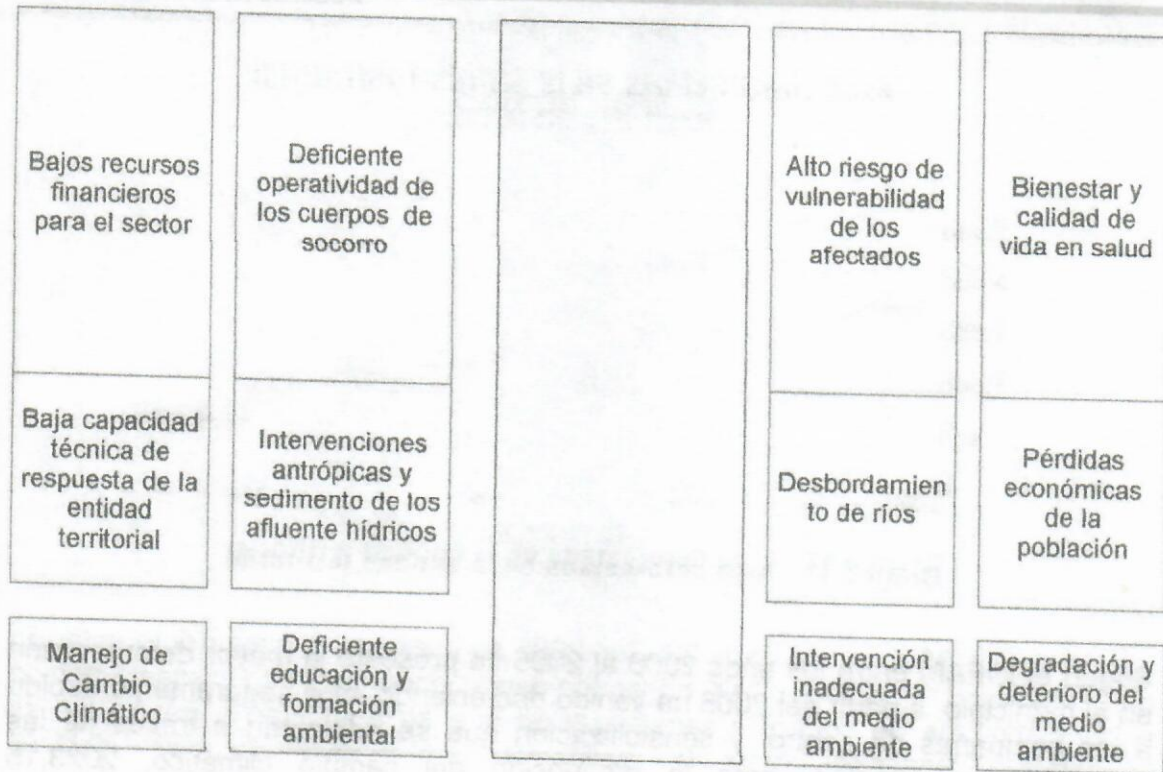 Bajos recursos
financieros
para el sector
Deficiente
operatividad de
los cuerpos de
socorro
Alto riesgo de
vulnerabilidad
de los
afectados
Bienestar y
calidad de
vida en salud
Baja capacidad
técnica de
respuesta de la
entidad
territorial
Intervenciones
antrópicas y
sedimento de los
afluente hídricos
Desbordamien
to de ríos
Pérdidas
económicas
de la
población
Manejo de
Cambio
Climático
Deficiente
educación y
formación
ambiental
Intervención
inadecuada
del medio
ambiente
Degradación y
deterioro del
medio
ambiente